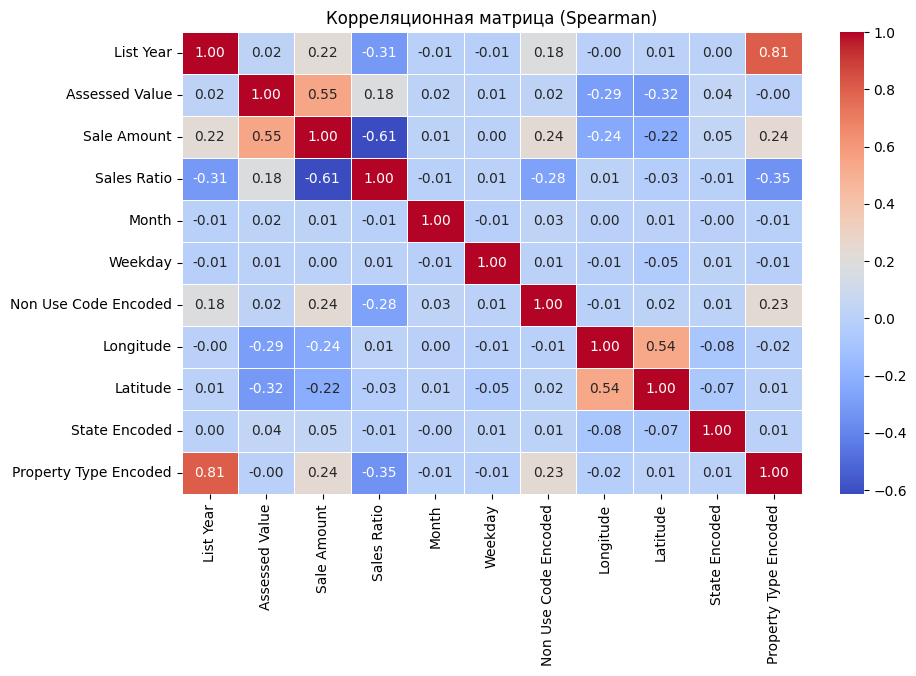 Корреляционная матрица (Spearman)
List Year 1.00 0.02 0.22 -0.31 -0.01 -0.01 0.18 -0.00 0.01 0.00 0.81
Assessed Value 0.02 1.00 0.55 0.18 0.02 0.01 0.02 -0.29 -0.32 0.04 -0.00
Sale Amount 0.22 0.55 1.00 -0.61 0.01 0.00 0.24 -0.24 -0.22 0.05 0.24
Sales Ratio -0.31 0.18 -0.61 1.00 -0.01 0.01 -0.28 0.01 -0.03 -0.01 -0.35
Month -0.01 0.02 0.01 -0.01 1.00 -0.01 0.03 0.00 0.01 -0.00 -0.01
Weekday -0.01 0.01 0.00 0.01 -0.01 1.00 0.01 -0.01 -0.05 0.01 -0.01
Non Use Code Encoded 0.18 0.02 0.24 -0.28 0.03 0.01 1.00 -0.01 0.02 0.01 0.23
Longitude -0.00 -0.29 -0.24 0.01 0.00 -0.01 -0.01 1.00 0.54 -0.08 -0.02
Latitude 0.01 -0.32 -0.22 -0.03 0.01 -0.05 0.02 0.54 1.00 -0.07 0.01
State Encoded 0.00 0.04 0.05 -0.01 -0.00 0.01 0.01 -0.08 -0.07 1.00 0.01
Property Type Encoded 0.81 -0.00 0.24 -0.35 -0.01 -0.01 0.23 -0.02 0.01 0.01 1.00
List Year
Assessed Value
Sale Amount
Sales Ratio
Month
Weekday
Non Use Code Encoded
Longitude
Latitude
State Encoded
Property Type Encoded
1.0
0.8
0.6
0.4
0.2
0.0
−0.2
−0.4
−0.6